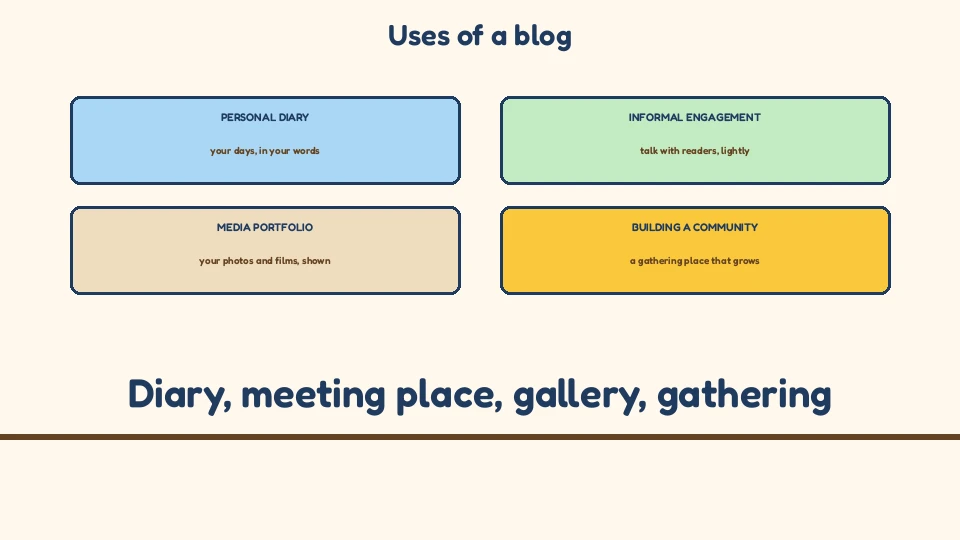 Uses of a blog
PERSONAL DIARY
your days, in your words
INFORMAL ENGAGEMENT
talk with readers, lightly
MEDIA PORTFOLIO
your photos and films, shown
BUILDING A COMMUNITY
a gathering place that grows
Diary, meeting place, gallery, gathering